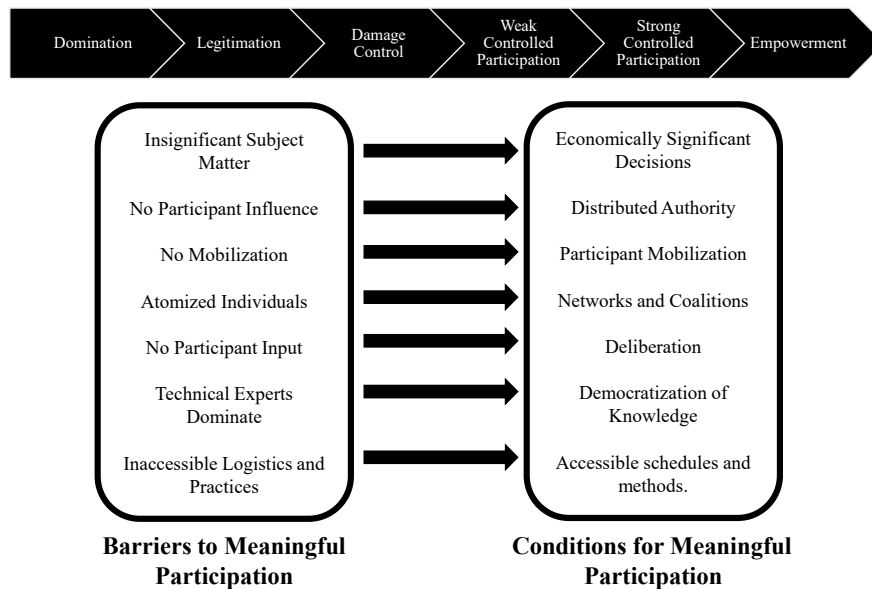 Domination
Legitimation
Damage
Control
Weak
Controlled
Participation
Strong
Controlled
Participation
Empowerment
Insignificant Subject
Matter
No Participant Influence
No Mobilization
Atomized Individuals
No Participant Input
Technical Experts
Dominate
Inaccessible Logistics and
Practices
Economically Significant
Decisions
Distributed Authority
Participant Mobilization
Networks and Coalitions
Deliberation
Democratization of
Knowledge
Accessible schedules and
methods.
Barriers to Meaningful
Participation
Conditions for Meaningful
Participation